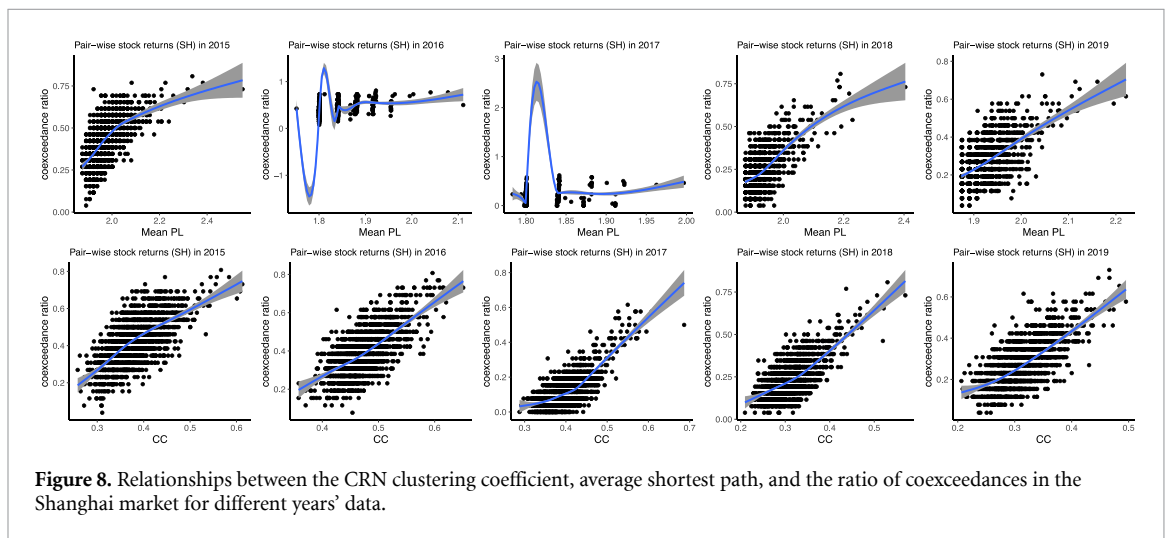 Pair-wise stock returns (SH) in 2015
Pair-wise stock returns (SH) in 2016
Pair-wise stock returns (SH) in 2017
Pair-wise stock returns (SH) in 2018
Pair-wise stock returns (SH) in 2019
coexceedance ratio
0.75
0.50
0.25
0.00
2.0
2.2
2.4
Mean PL
coexceedance ratio
1
0
−1
1.8
1.9
2.0
2.1
Mean PL
coexceedance ratio
3
2
1
0
1.80
1.85
1.90
1.95
2.00
Mean PL
coexceedance ratio
0.75
0.50
0.25
0.00
2.0
2.2
2.4
Mean PL
coexceedance ratio
0.8
0.6
0.4
0.2
1.9
2.0
2.1
2.2
Mean PL
Pair-wise stock returns (SH) in 2015
Pair-wise stock returns (SH) in 2016
Pair-wise stock returns (SH) in 2017
Pair-wise stock returns (SH) in 2018
Pair-wise stock returns (SH) in 2019
coexceedance ratio
0.8
0.6
0.4
0.2
0.3
0.4
0.5
0.6
CC
coexceedance ratio
0.8
0.6
0.4
0.2
0.4
0.5
0.6
CC
coexceedance ratio
0.8
0.6
0.4
0.2
0.0
0.3
0.4
0.5
0.6
0.7
CC
coexceedance ratio
0.75
0.50
0.25
0.00
0.2
0.3
0.4
0.5
CC
coexceedance ratio
0.6
0.4
0.2
0.2
0.3
0.4
0.5
CC
Figure 8. Relationships between the CRN clustering coefficient, average shortest path, and the ratio of coexceedances in the
Shanghai market for different years' data.